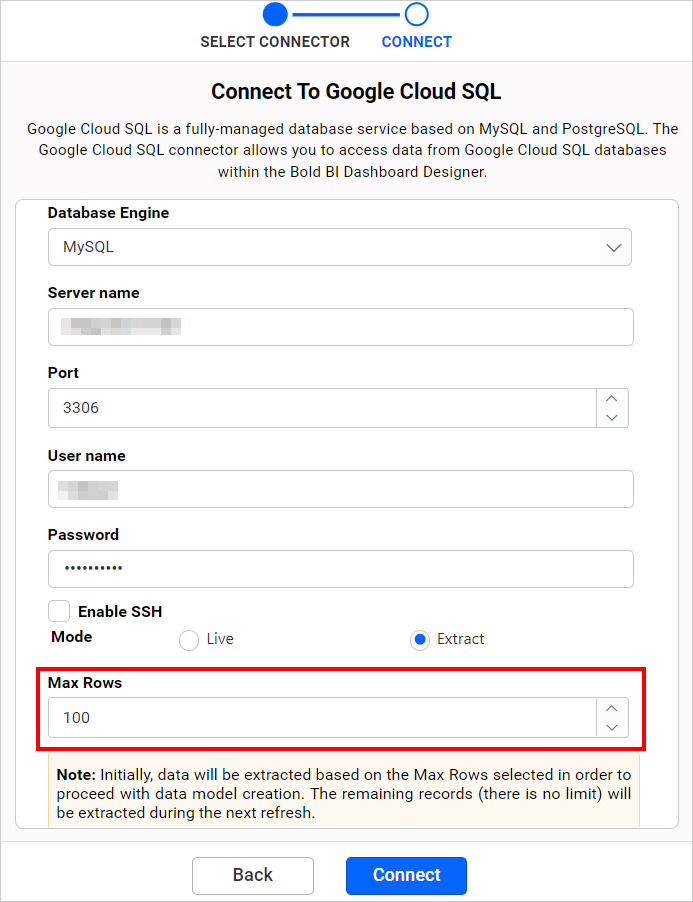 SELECT CONNECTOR CONNECT
Connect To Google Cloud SQL
Google Cloud SQL is a fully-managed database service based on MySQL and PostgreSQL. The
Google Cloud SQL connector allows you to access data from Google Cloud SQL databases
within the Bold BI Dashboard Designer.
Database Engine
MySQL
Server name
Port
3306
User name
Password
••••••••••
Enable SSH
Mode Live Extract
Max Rows
100
Note: Initially, data will be extracted based on the Max Rows selected in order to
proceed with data model creation. The remaining records (there is no limit) will
be extracted during the next refresh.
Back Connect